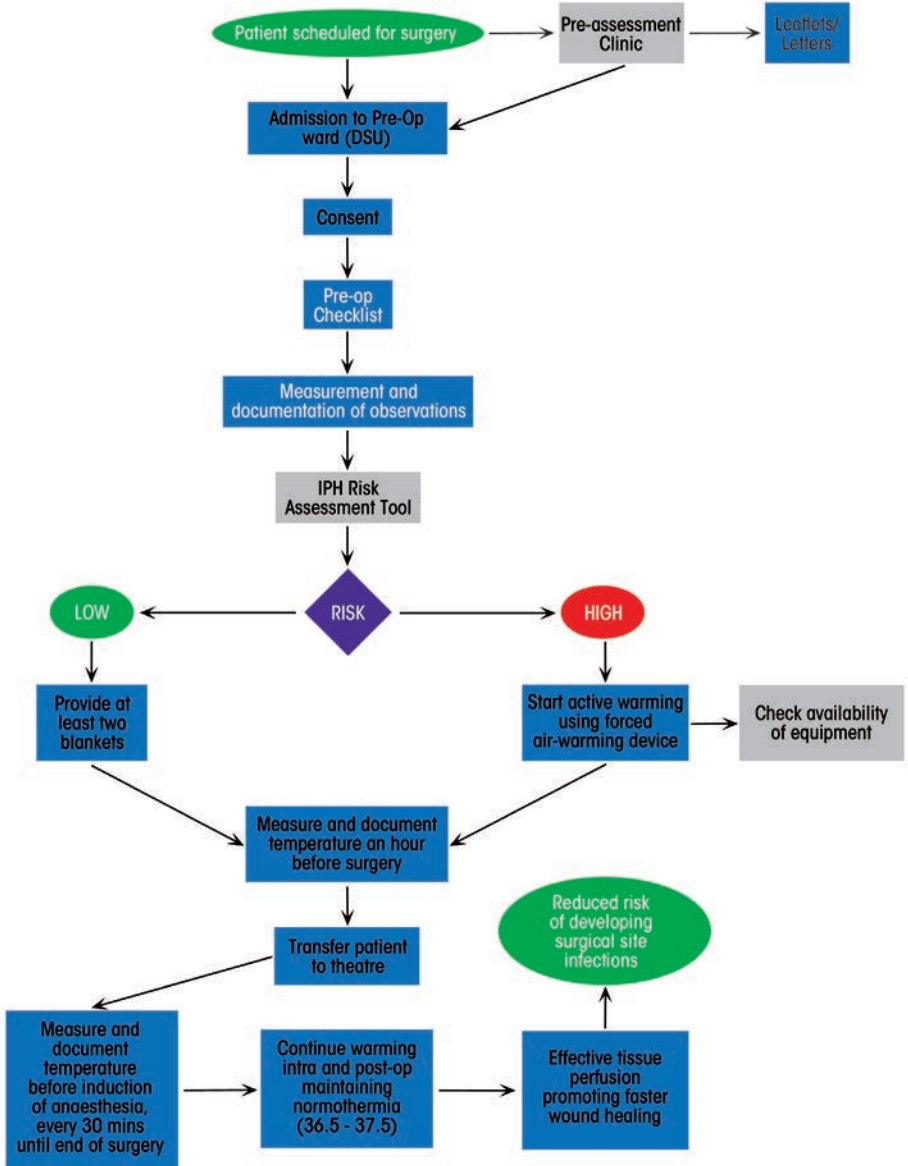 Patient scheduled for surgery
Pre-assessment
Clinic
Leaflets/
Letters
Admission to Pre-Op
ward (DSU)
Consent
Pre-op
Checklist
Measurement and
documentation of observations
IPH Risk
Assessment Tool
LOW
RISK
HIGH
Provide at
least two
blankets
Start active warming
using forced
air-warming device
Check availability
of equipment
Measure and document
temperature an hour
before surgery
Reduced risk
of developing
surgical site
infections
Transfer patient
to theatre
Measure and
document
temperature
before induction
of anaesthesia,
every 30 mins
until end of surgery
Continue warming
intra and post-op
maintaining
normothermia
(36.5 - 37.5)
Effective tissue
perfusion
promoting faster
wound healing